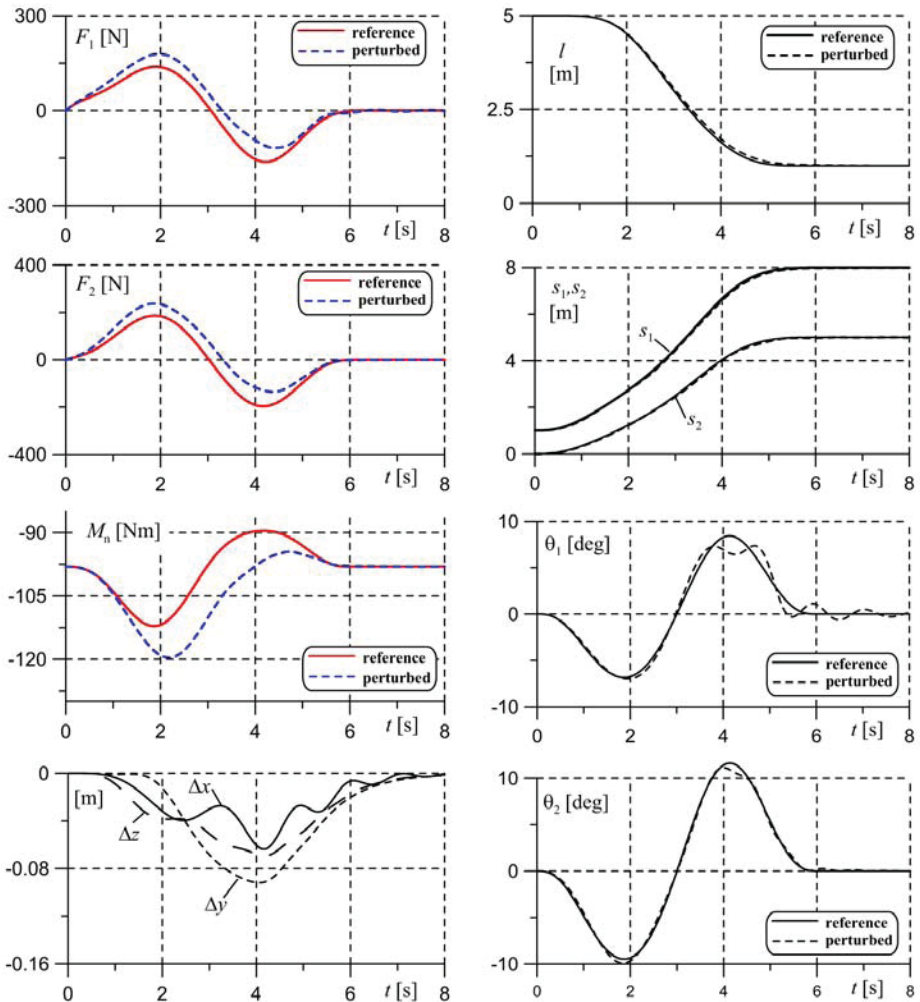 F₁ [N]
reference
perturbed
300
0
-300
0
2
4
6
8
t [s]
l
[m]
reference
perturbed
5
2.5
0
0
2
4
6
8
t [s]
F₂ [N]
reference
perturbed
400
0
-400
0
2
4
6
8
t [s]
s₁,s₂
[m]
s₁
s₂
8
4
0
0
2
4
6
8
t [s]
Mₙ [Nm]
reference
perturbed
-90
-105
-120
0
2
4
6
8
t [s]
θ₁ [deg]
reference
perturbed
10
0
-10
0
2
4
6
8
t [s]
[m]
Δx
Δz
Δy
0
-0.08
-0.16
0
2
4
6
8
t [s]
θ₂ [deg]
reference
perturbed
10
0
-10
0
2
4
6
8
t [s]